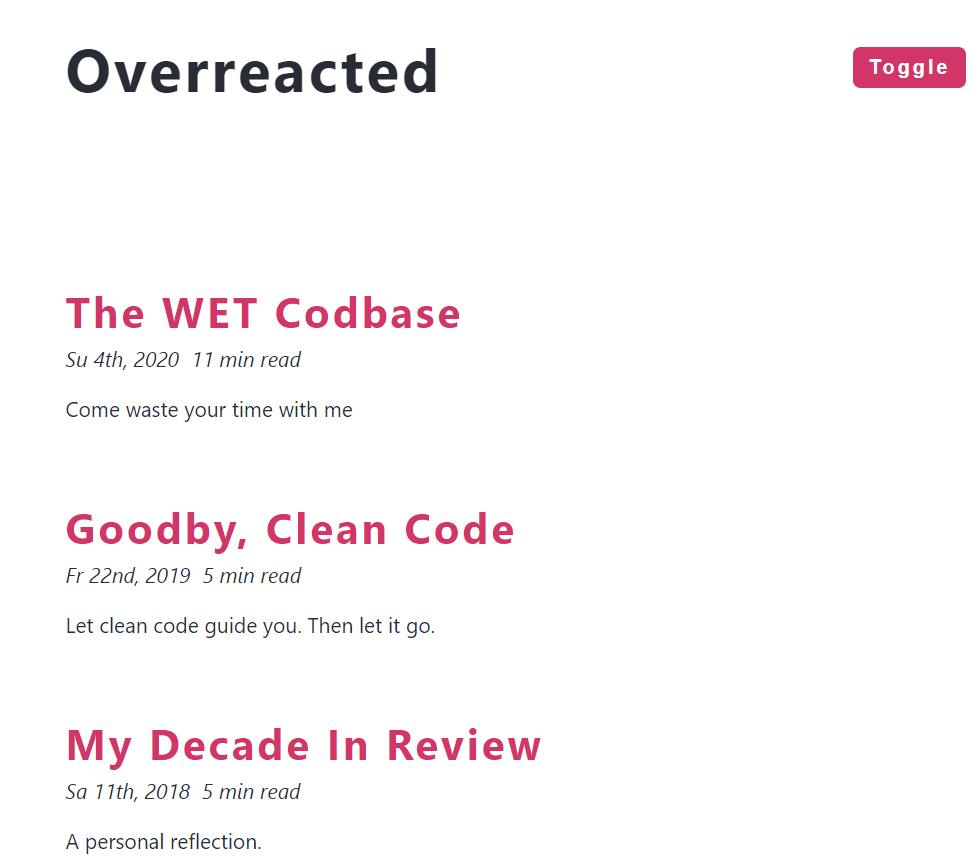 Overreacted
Toggle
The WET Codbase
Su 4th, 2020 11 min read
Come waste your time with me
Goodby, Clean Code
Fr 22nd, 2019 5 min read
Let clean code guide you. Then let it go.
My Decade In Review
Sa 11th, 2018 5 min read
A personal reflection.